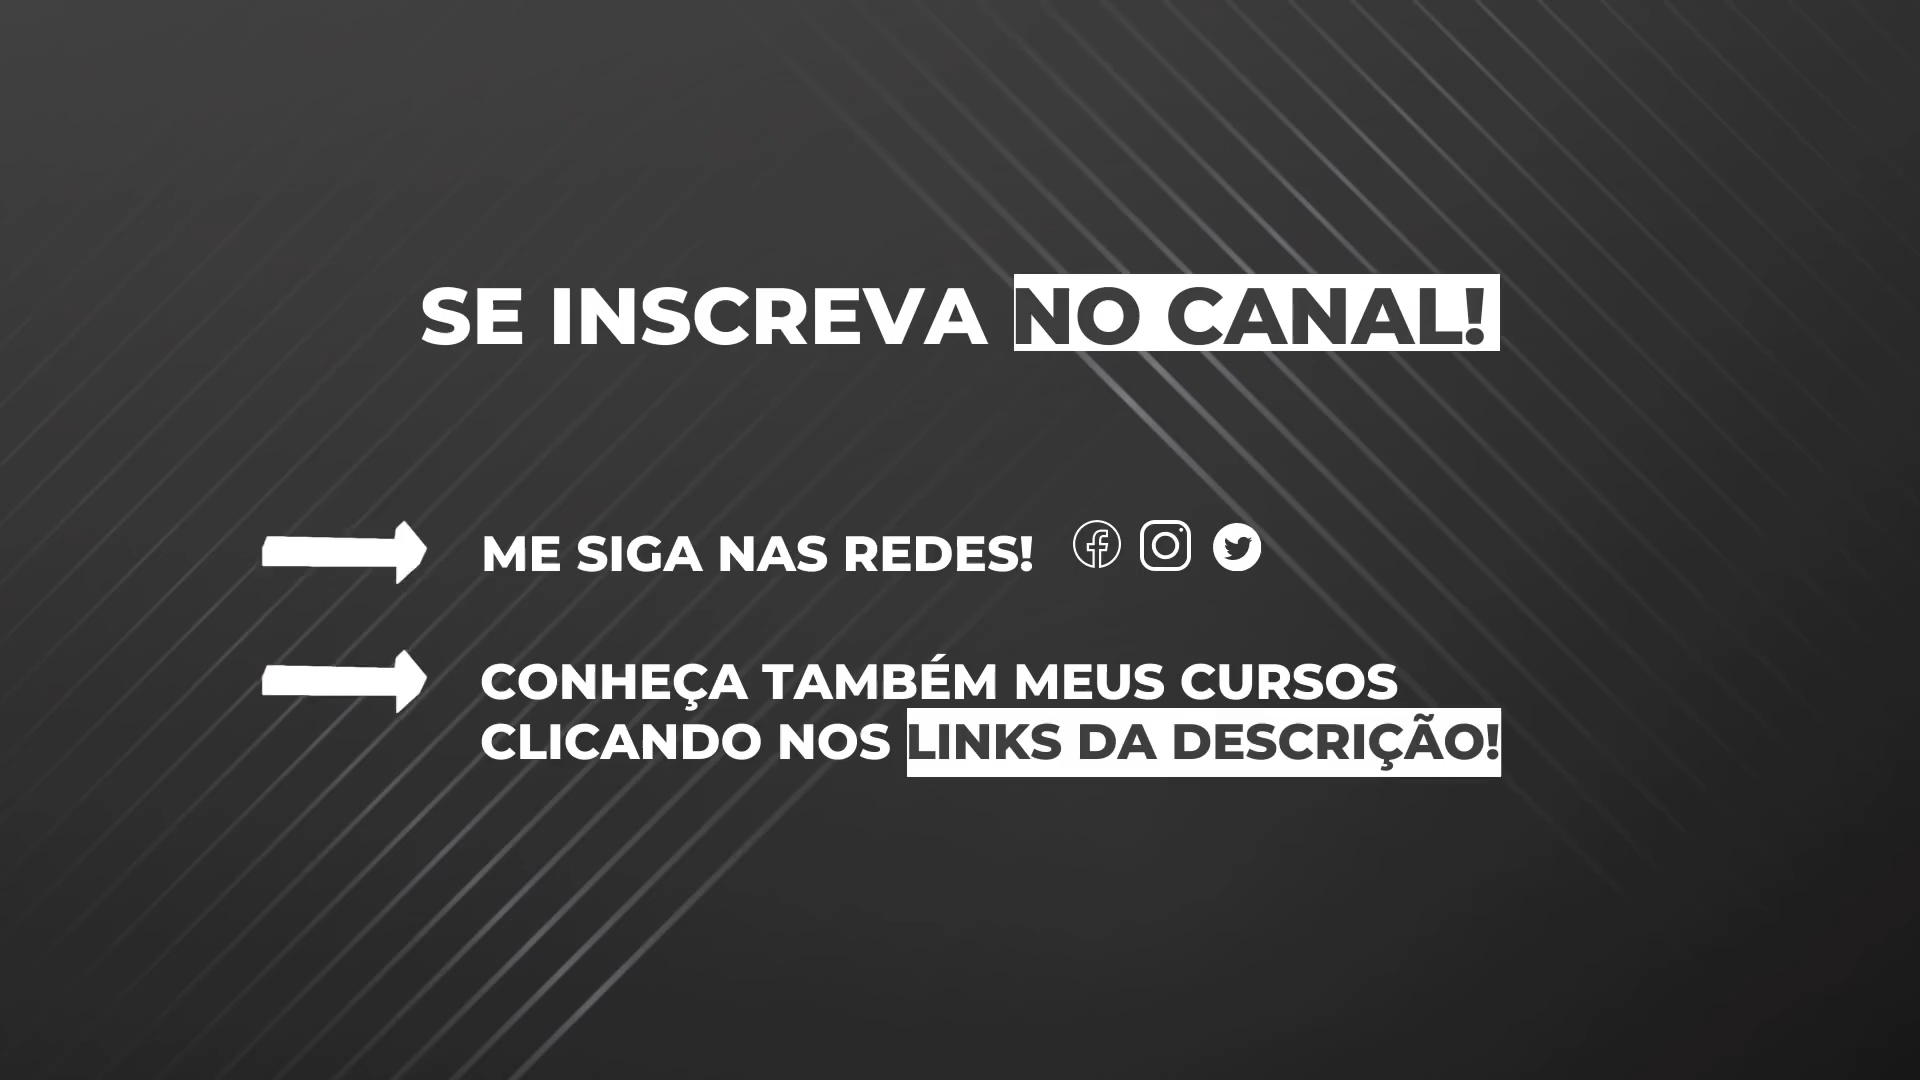 SE INSCREVA NO CANAL!
ME SIGA NAS REDES!
CONHEÇA TAMBÉM MEUS CURSOS
CLICANDO NOS LINKS DA DESCRIÇÃO!